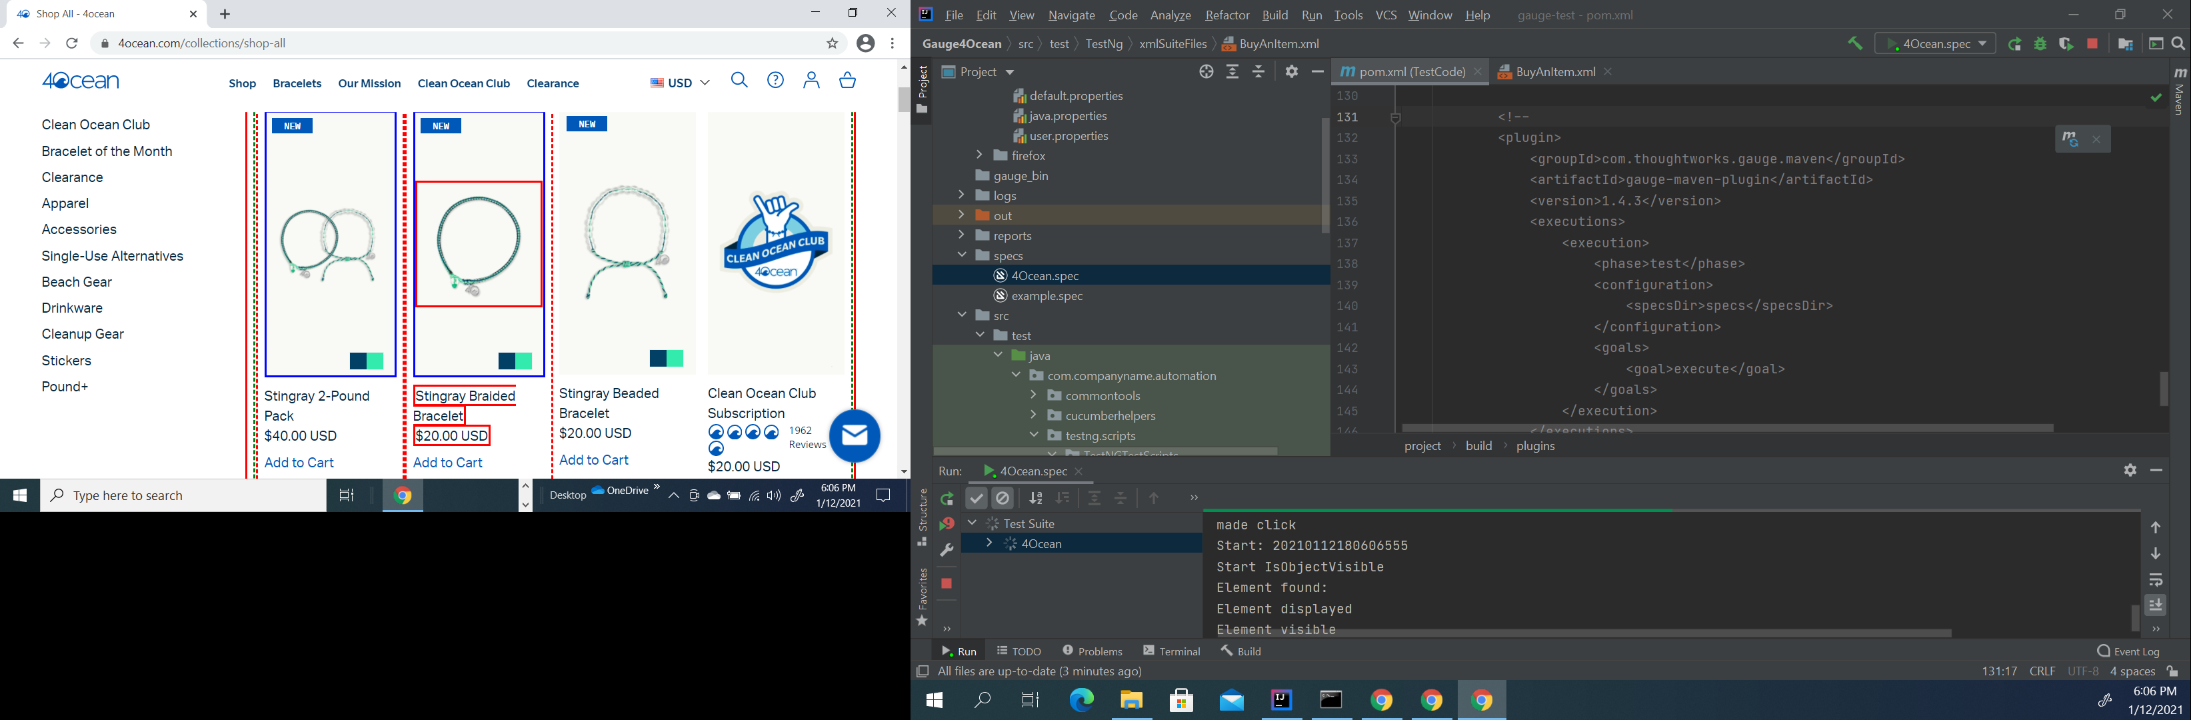 Shop All - 4ocean
4ocean.com/collections/shop-all
4Ocean
Shop
Bracelets
Our Mission
Clean Ocean Club
Clearance
USD
Clean Ocean Club
Bracelet of the Month
Clearance
Apparel
Accessories
Single-Use Alternatives
Beach Gear
Drinkware
Cleanup Gear
Stickers
Pound+
NEW
Stingray 2-Pound
Pack
$40.00 USD
Add to Cart
NEW
Stingray Braided
Bracelet
$20.00 USD
Add to Cart
NEW
Stingray Beaded
Bracelet
$20.00 USD
Add to Cart
CLEAN OCEAN CLUB
4ocean
Clean Ocean Club
Subscription
1962
Reviews
$20.00 USD
Type here to search
Desktop
OneDrive
6:06 PM
1/12/2021
File Edit View Navigate Code Analyze Refactor Build Run Tools VCS Window Help
gauge-test - pom.xml
Gauge4Ocean
src
test
TestNg
xmlSuiteFiles
BuyAnItem.xml
4Ocean.spec
Project
Project
default.properties
java.properties
user.properties
firefox
gauge_bin
logs
out
reports
specs
4Ocean.spec
example.spec
src
test
java
com.companyname.automation
commontools
cucumberhelpers
testng.scripts
TestNGTestScripts
pom.xml (TestCode)
BuyAnItem.xml
Maven
130
131 <!--
132 <plugin>
133 <groupId>com.thoughtworks.gauge.maven</groupId>
134 <artifactId>gauge-maven-plugin</artifactId>
135 <version>1.4.3</version>
136 <executions>
137 <execution>
138 <phase>test</phase>
139 <configuration>
140 <specsDir>specs</specsDir>
141 </configuration>
142 <goals>
143 <goal>execute</goal>
144 </goals>
145 </execution>
146 </executions>
project
build
plugins
Run:
4Ocean.spec
Structure
Favorites
Test Suite
4Ocean
made click
Start: 20210112180606555
Start IsObjectVisible
Element found:
Element displayed
Element visible
Run
TODO
Problems
Terminal
Build
Event Log
All files are up-to-date (3 minutes ago)
131:17 CRLF UTF-8 4 spaces
6:06 PM
1/12/2021